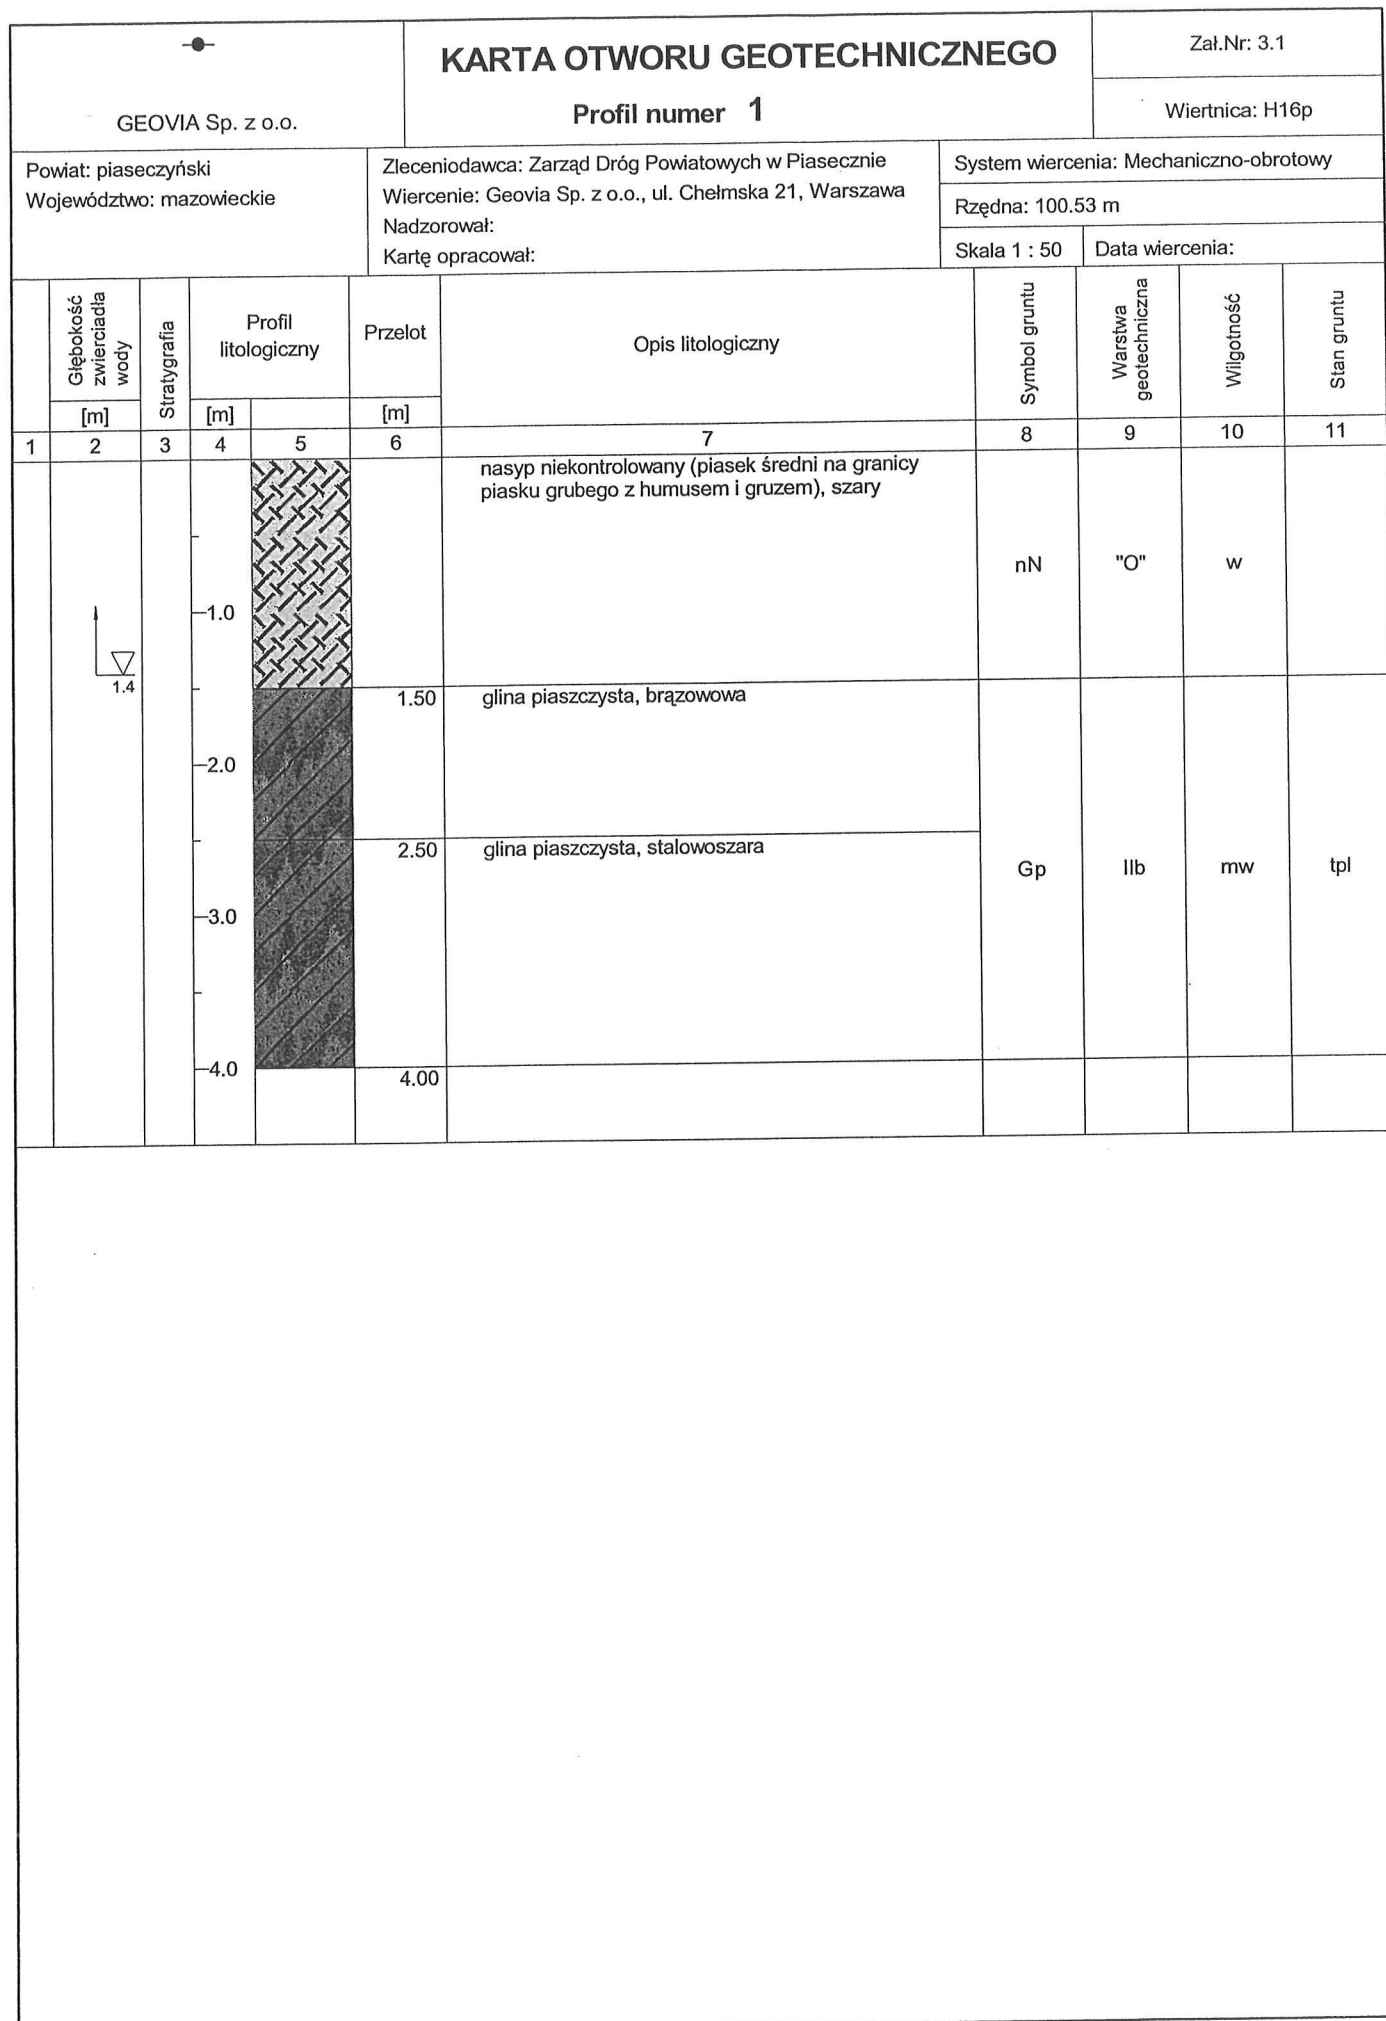 KARTA OTWORU GEOTECHNICZNEGO
Zał.Nr: 3.1
GEOVIA Sp. z o.o.
Profil numer 1
Wiertnica: H16p
Powiat: piaseczyński
Województwo: mazowieckie
Zleceniodawca: Zarząd Dróg Powiatowych w Piasecznie
Wiercenie: Geovia Sp. z o.o., ul. Chełmska 21, Warszawa
Nadzorował:
Kartę opracował:
System wiercenia: Mechaniczno-obrotowy
Rzędna: 100.53 m
Skala 1 : 50
Data wiercenia:
Głębokość
zwierciadła
wody
[m]
Stratygrafia
Profil
litologiczny
[m]
Przelot
[m]
Opis litologiczny
Symbol gruntu
Warstwa
geotechniczna
Wilgotność
Stan gruntu
1 2 3 4 5 6 7 8 9 10 11
nasyp niekontrolowany (piasek średni na granicy
piasku grubego z humusem i gruzem), szary
nN "O" w
1.0
1.4
1.50 glina piaszczysta, brązowowa
2.0
2.50 glina piaszczysta, stalowoszara
Gp IIb mw tpl
3.0
4.0
4.00